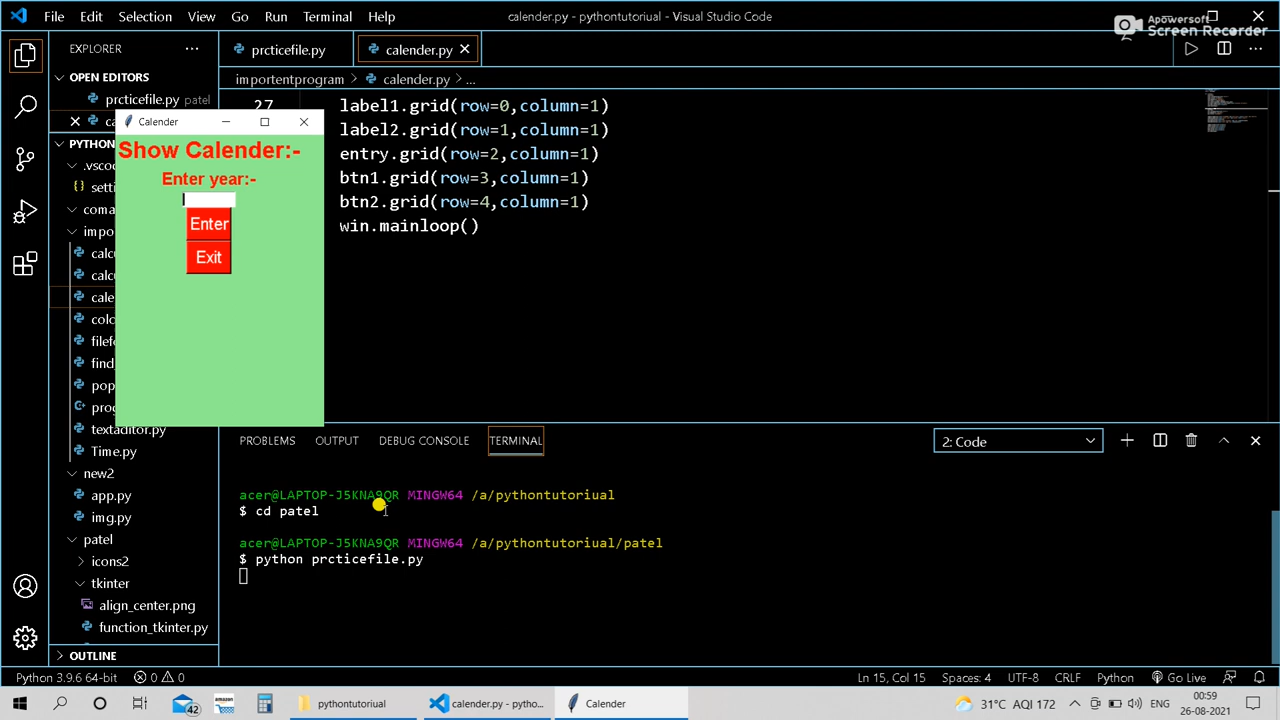 File Edit Selection View Go Run Terminal Help
calender.py - pythontutoriual - Visual Studio Code
Apowersoft
Screen Recorder
EXPLORER
prcticefile.py
calender.py
OPEN EDITORS
prcticefile.py patel
importentprogram > calender.py > ...
PYTHON
.vscode
coma
impo
calcu
calcu
cale
colo
filefo
find
pop
pro
textaditor.py
Time.py
new2
app.py
img.py
patel
icons2
tkinter
align_center.png
function_tkinter.py
OUTLINE
Calender
Show Calender:-
Enter year:-
Enter
Exit
27 label1.grid(row=0,column=1)
label2.grid(row=1,column=1)
entry.grid(row=2,column=1)
btn1.grid(row=3,column=1)
btn2.grid(row=4,column=1)
win.mainloop()
PROBLEMS OUTPUT DEBUG CONSOLE TERMINAL
2: Code
acer@LAPTOP-J5KNA9QR MINGW64 /a/pythontutoriual
$ cd patel
acer@LAPTOP-J5KNA9QR MINGW64 /a/pythontutoriual/patel
$ python prcticefile.py
Python 3.9.6 64-bit 0 0
Ln 15, Col 15 Spaces: 4 UTF-8 CRLF Python Go Live
42
amazon
pythontutoriual
calender.py - pytho...
Calender
31°C AQI 172
ENG
00:59
26-08-2021